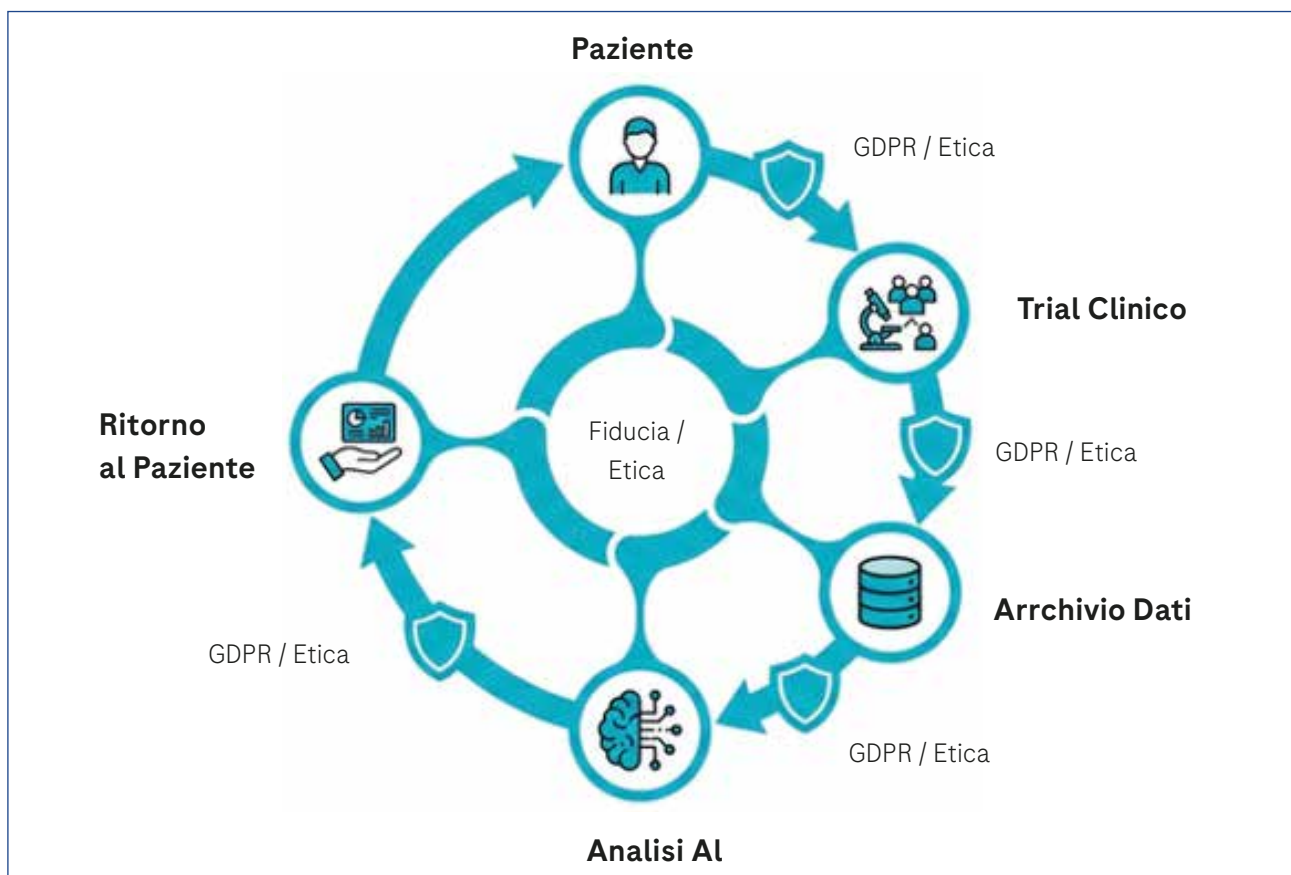 Paziente
GDPR / Etica
Trial Clinico
GDPR / Etica
Arrchivio Dati
GDPR / Etica
Analisi Al
GDPR / Etica
Ritorno
al Paziente
Fiducia /
Etica